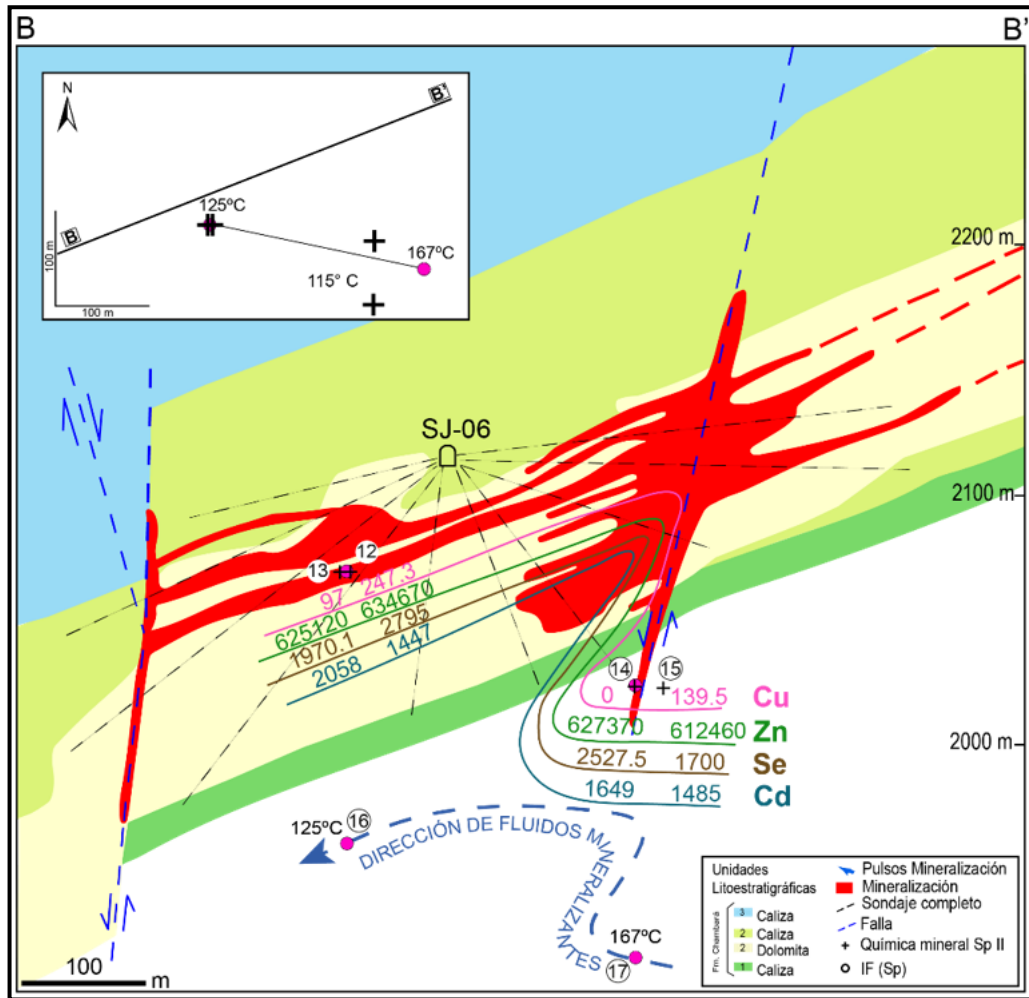 B
B'
N
B'
125ºC
B
167ºC
115° C
100 m
100 m
2200 m
SJ-06
2100 m
12
13
97 247.3
625120 634670
1970.1 2795
2058 1447
14 15
0 139.5 Cu
627370 612460 Zn
2000 m
2527.5 1700 Se
1649 1485 Cd
125ºC 16
DIRECCIÓN DE FLUIDOS MINERALIZANTES
167ºC
17
100
m
Unidades
Litoestratigráficas
Fm. Chambará
3 Caliza
2 Caliza
2 Dolomita
1 Caliza
Pulsos Mineralización
Mineralización
Sondaje completo
Falla
Química mineral Sp II
IF (Sp)